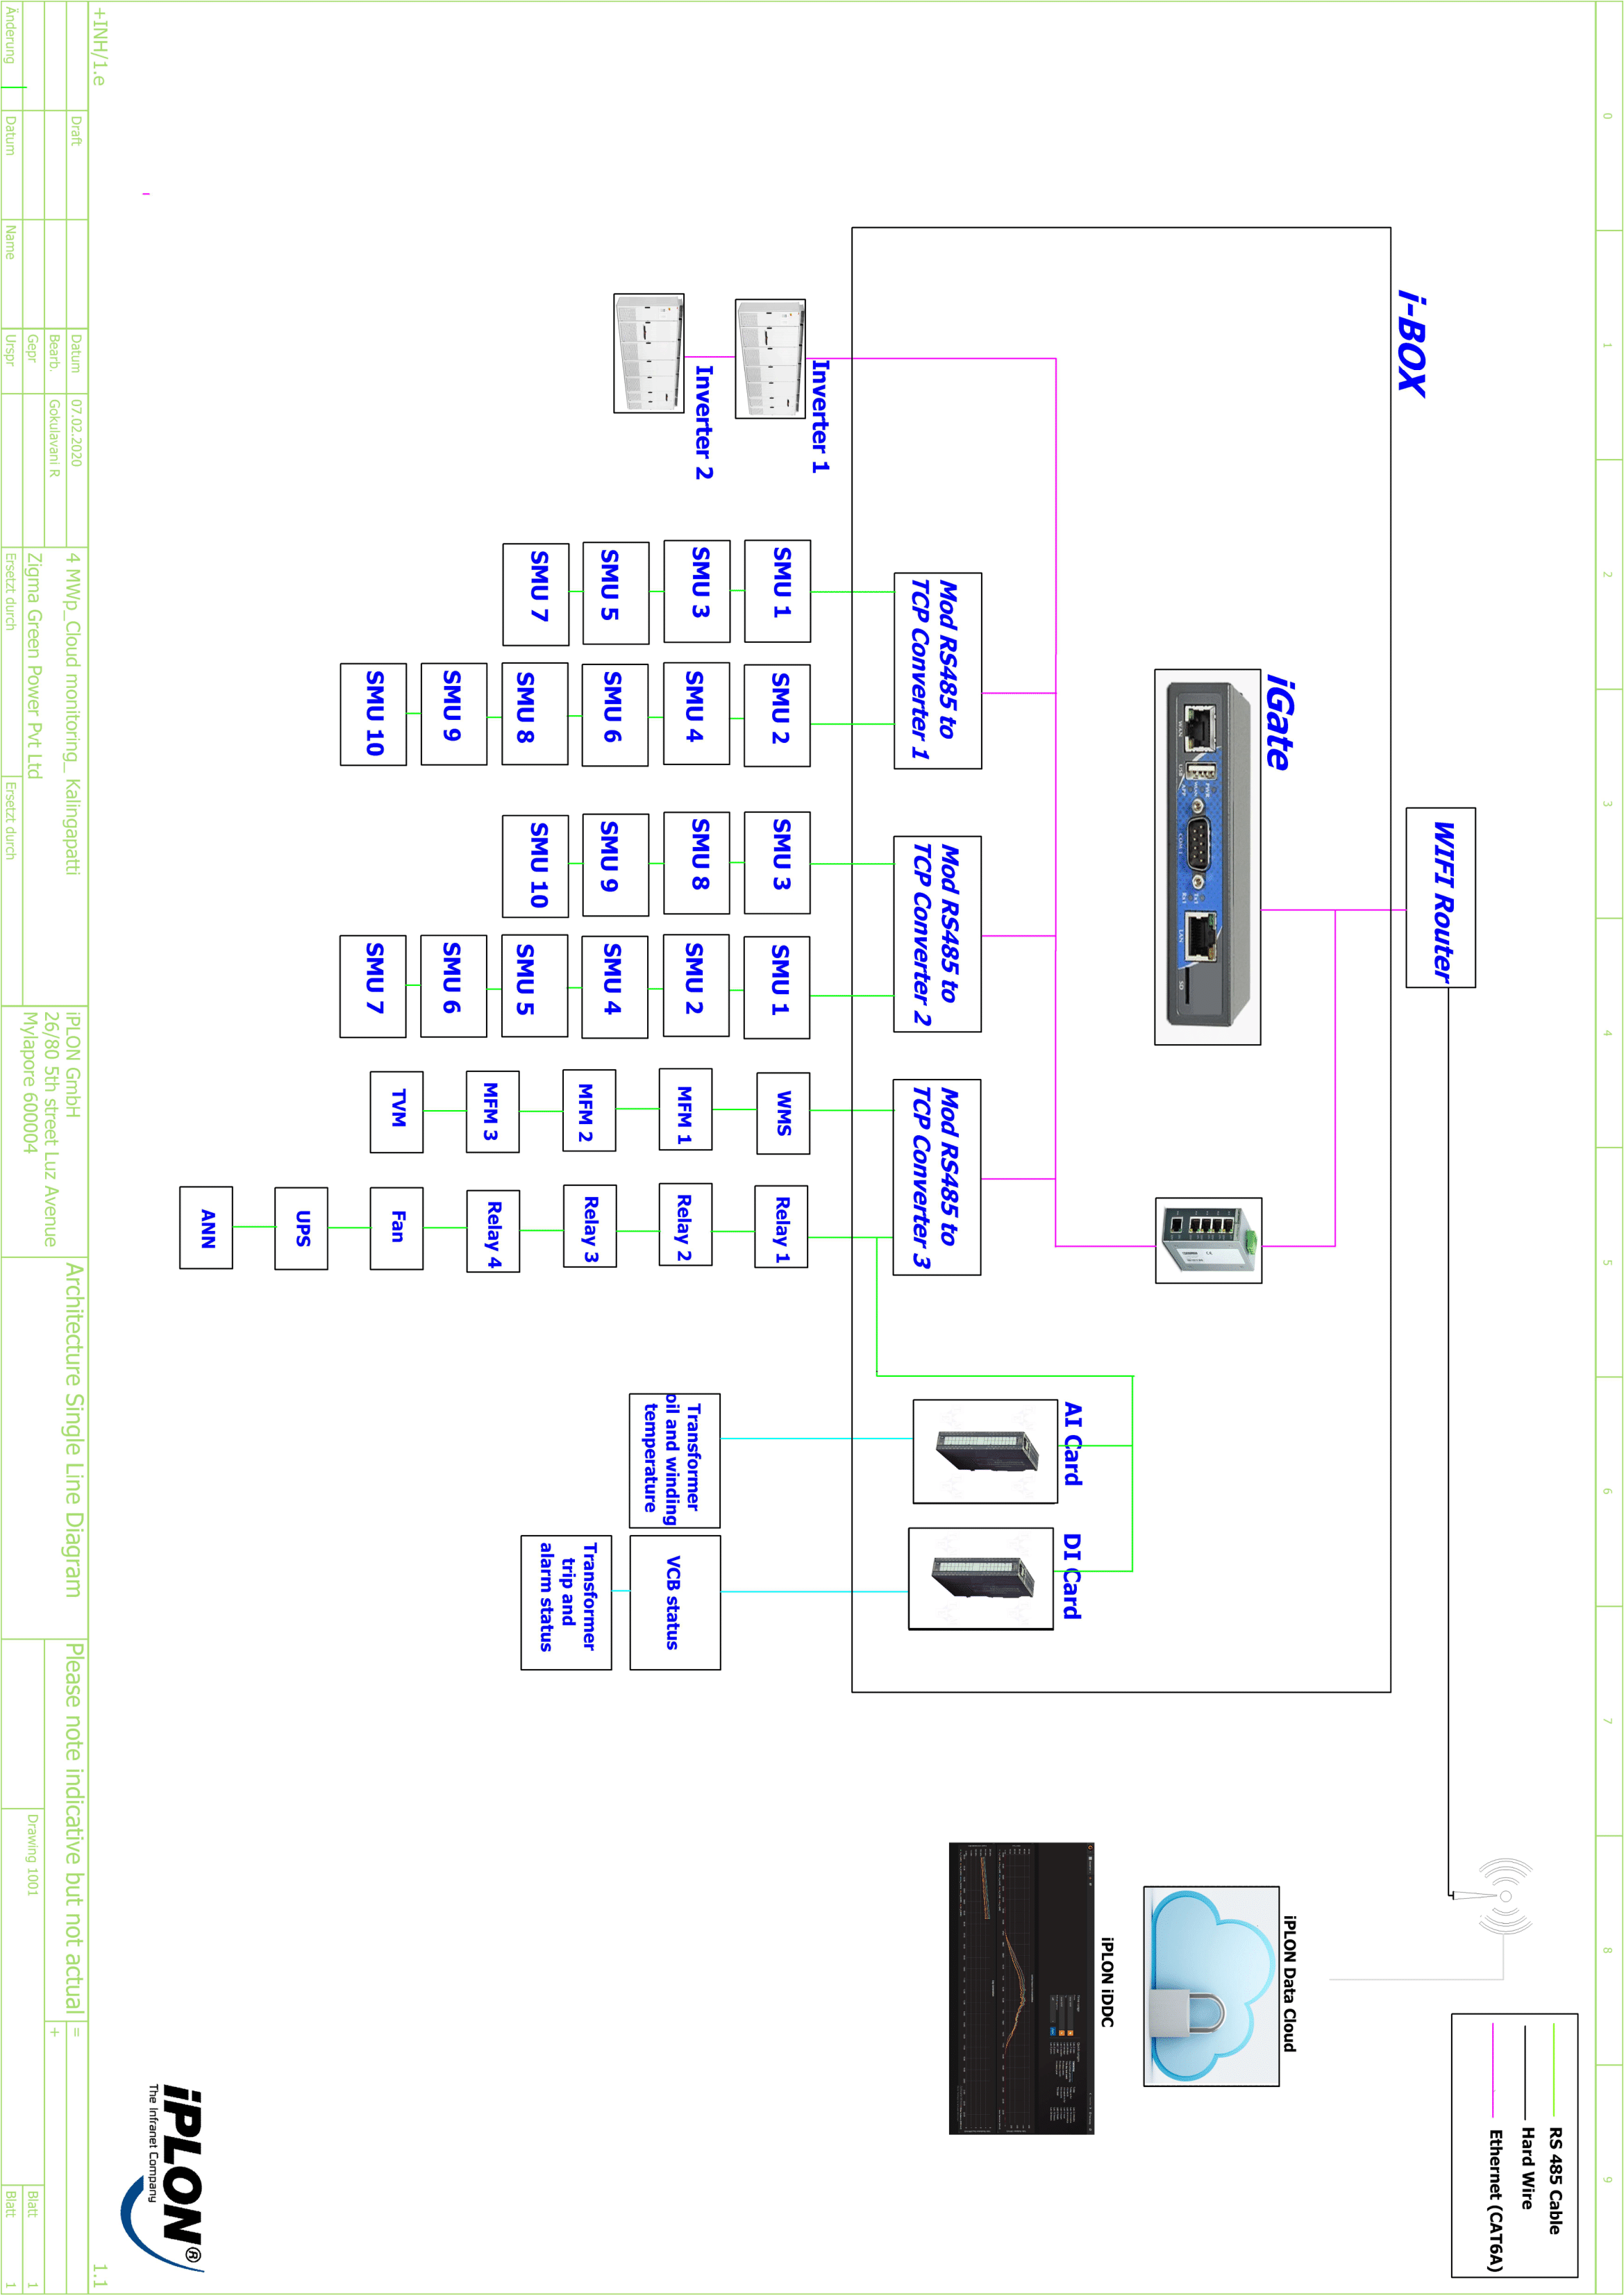 0
1
2
3
4
5
6
7
8
9
RS 485 Cable
Hard Wire
Ethernet (CAT6A)
WIFI Router
i-BOX
iGate
WAN
USB
COM 1
LAN
SD
iPLON Data Cloud
iPLON iDDC
AI Card
DI Card
Mod RS485 to
TCP Converter 1
Mod RS485 to
TCP Converter 2
Mod RS485 to
TCP Converter 3
Inverter 1
Inverter 2
SMU 1
SMU 3
SMU 5
SMU 7
SMU 2
SMU 4
SMU 6
SMU 8
SMU 9
SMU 10
SMU 3
SMU 8
SMU 9
SMU 10
SMU 1
SMU 2
SMU 4
SMU 5
SMU 6
SMU 7
WMS
MFM 1
MFM 2
MFM 3
TVM
Relay 1
Relay 2
Relay 3
Relay 4
Fan
UPS
ANN
Transformer
oil and winding
temperature
VCB status
Transformer
trip and
alarm status
iPLON®
The Infranet Company
+INH/1.e
1.1
Draft
Änderung
Datum
Name
Datum
07.02.2020
Bearb.
Gokulavani R
Gepr
Urspr
4 MWp_Cloud monitoring_ Kalingapatti
Zigma Green Power Pvt Ltd
Ersetzt durch
Ersetzt durch
iPLON GmbH
26/80 5th street Luz Avenue
Mylapore 600004
Architecture Single Line Diagram
Please note indicative but not actual
Drawing 1001
=
+
Blatt 1
Blatt 1